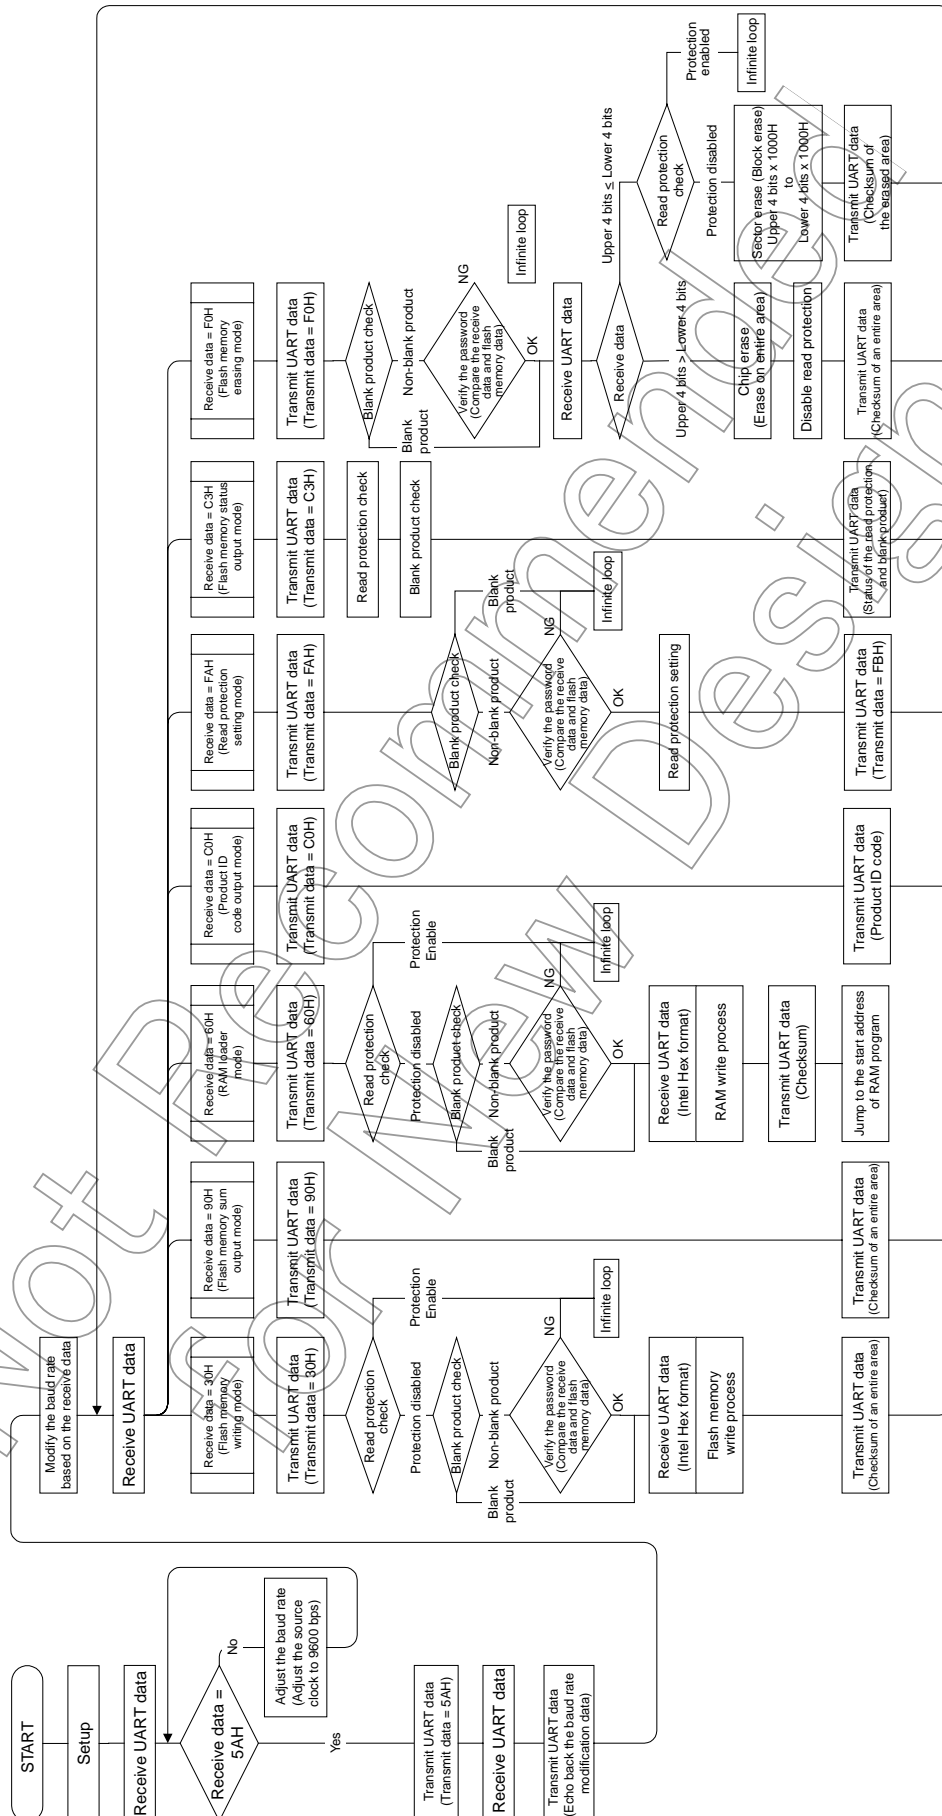 START
Setup
Receive UART data
Receive data =
5AH
No
Adjust the baud rate
(Adjust the source
clock to 9600 bps)
Yes
Transmit UART data
(Transmit data = 5AH)
Receive UART data
Transmit UART data
(Echo back the baud rate
modification data)
Modify the baud rate
based on the receive data
Receive UART data
Receive data = 30H
(Flash memory
writing mode)
Transmit UART data
(Transmit data = 30H)
Read protection
check
Protection
Enable
Protection disabled
Blank product check
Blank
product
Non-blank product
Verify the password
(Compare the receive
data and flash
memory data)
NG
Infinite loop
OK
Receive UART data
(Intel Hex format)
Flash memory
write process
Transmit UART data
(Checksum of an entire area)
Receive data = 90H
(Flash memory sum
output mode)
Transmit UART data
(Transmit data = 90H)
Transmit UART data
(Checksum of an entire area)
Receive data = 60H
(RAM loader
mode)
Transmit UART data
(Transmit data = 60H)
Read protection
check
Protection
Enable
Protection disabled
Blank product check
Blank
product
Non-blank product
Verify the password
(Compare the receive
data and flash
memory data)
NG
Infinite loop
OK
Receive UART data
(Intel Hex format)
RAM write process
Transmit UART data
(Checksum)
Jump to the start address
of RAM program
Receive data = C0H
(Product ID
code output mode)
Transmit UART data
(Transmit data = C0H)
Transmit UART data
(Product ID code)
Receive data = FAH
(Read protection
setting mode)
Transmit UART data
(Transmit data = FAH)
Blank product check
Blank
product
Non-blank product
Verify the password
(Compare the receive
data and flash
memory data)
NG
Infinite loop
OK
Read protection setting
Transmit UART data
(Transmit data = FBH)
Receive data = C3H
(Flash memory status
output mode)
Transmit UART data
(Transmit data = C3H)
Read protection check
Blank product check
Transmit UART data
(Status of the read protection
and blank product)
Receive data = F0H
(Flash memory
erasing mode)
Transmit UART data
(Transmit data = F0H)
Blank product check
Blank
product
Non-blank product
Verify the password
(Compare the receive
data and flash
memory data)
NG
Infinite loop
OK
Receive UART data
Receive data
Upper 4 bits > Lower 4 bits
Chip erase
(Erase on entire area)
Disable read protection
Transmit UART data
(Checksum of an entire area)
Upper 4 bits ≤ Lower 4 bits
Read protection
check
Protection
enabled
Infinite loop
Protection disabled
Sector erase (Block erase)
Upper 4 bits x 1000H
to
Lower 4 bits x 1000H
Transmit UART data
(Checksum of
the erased area)
Not Recommended
for New Design